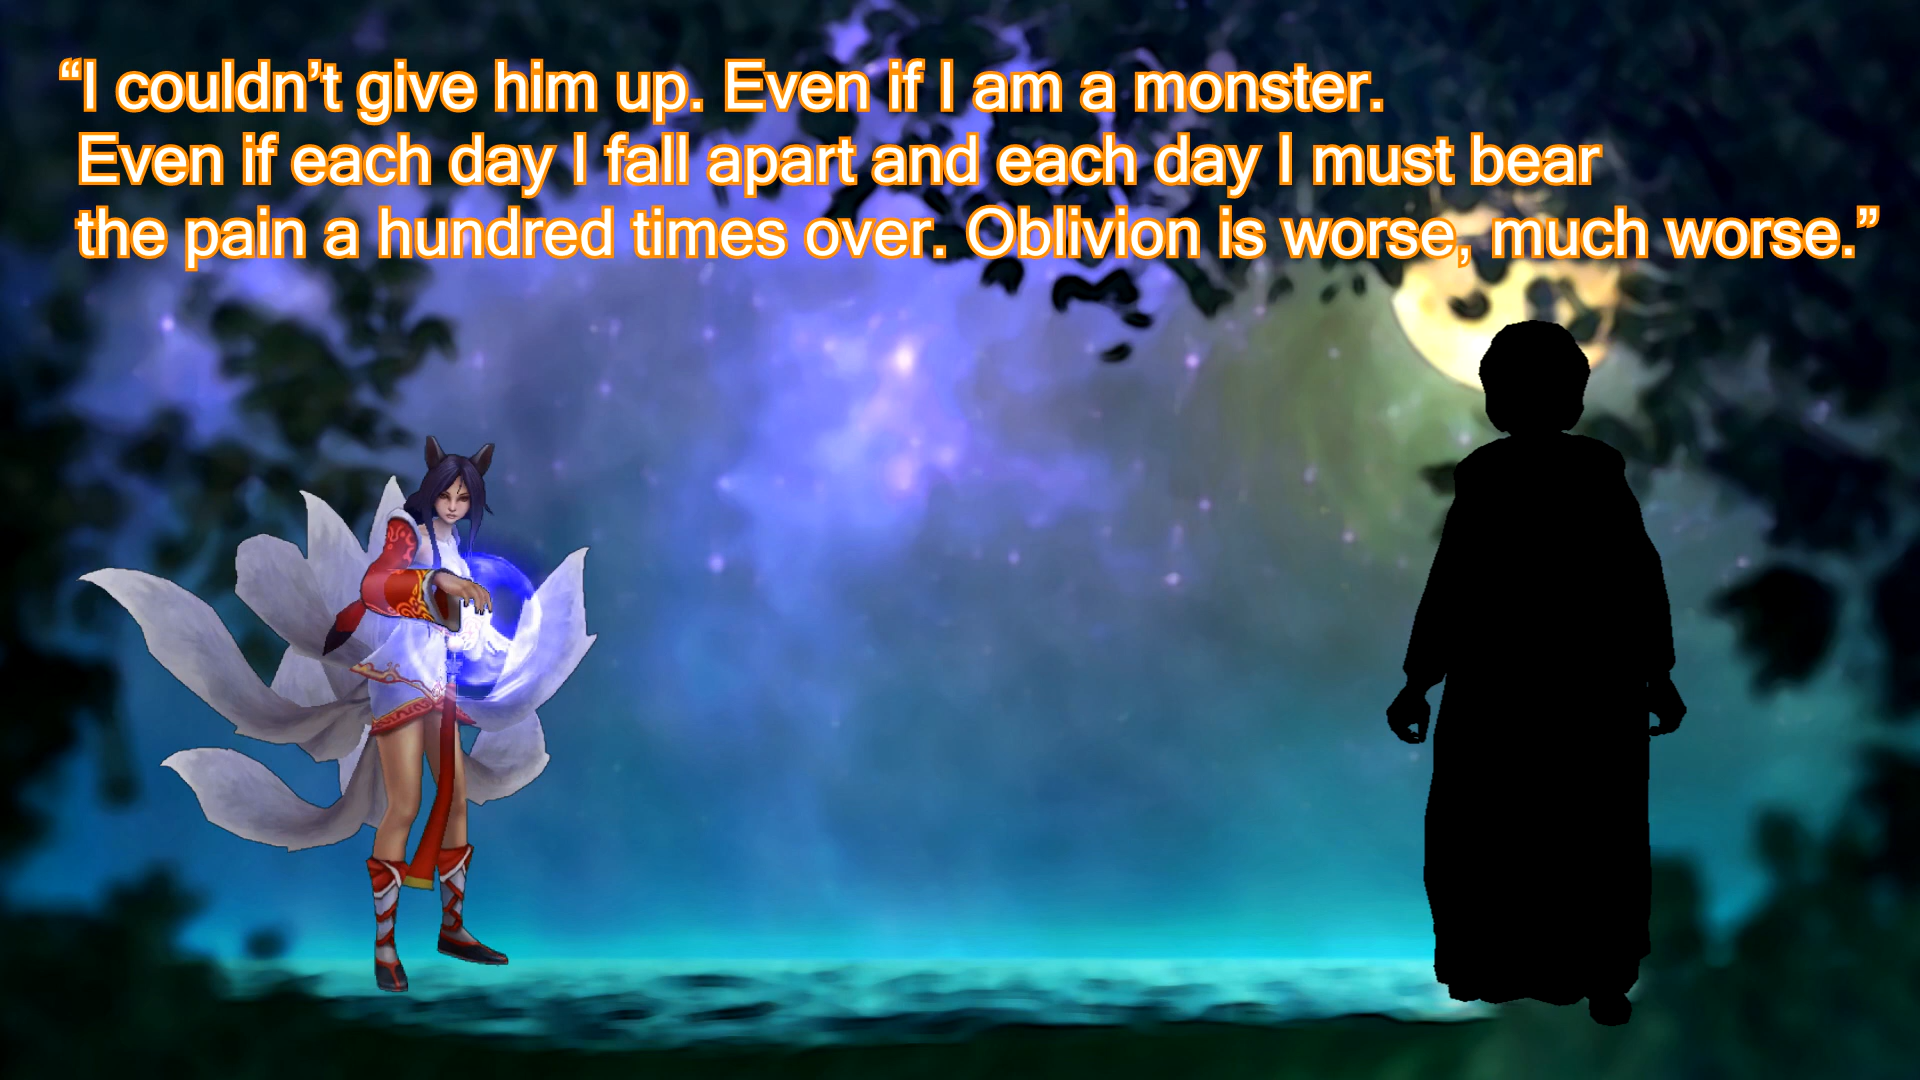 “I couldn’t give him up. Even if I am a monster.
Even if each day I fall apart and each day I must bear
the pain a hundred times over. Oblivion is worse, much worse.”